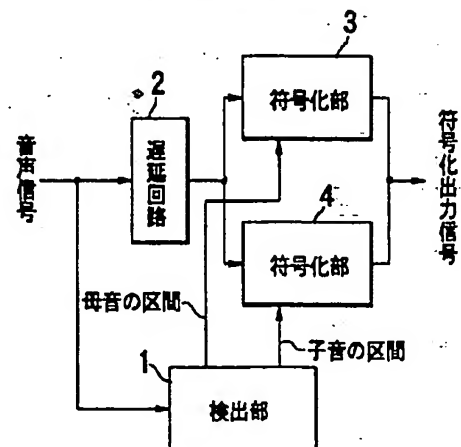 3
符号化部
2
遅延回路
音声信号
符号化出力信号
4
符号化部
母音の区間
子音の区間
1
検出部